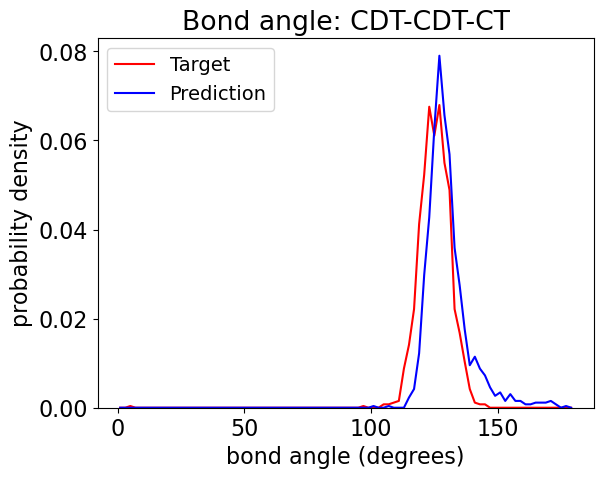 Bond angle: CDT-CDT-CT
Target
Prediction
probability density
0.08
0.06
0.04
0.02
0.00
0
50
100
150
bond angle (degrees)